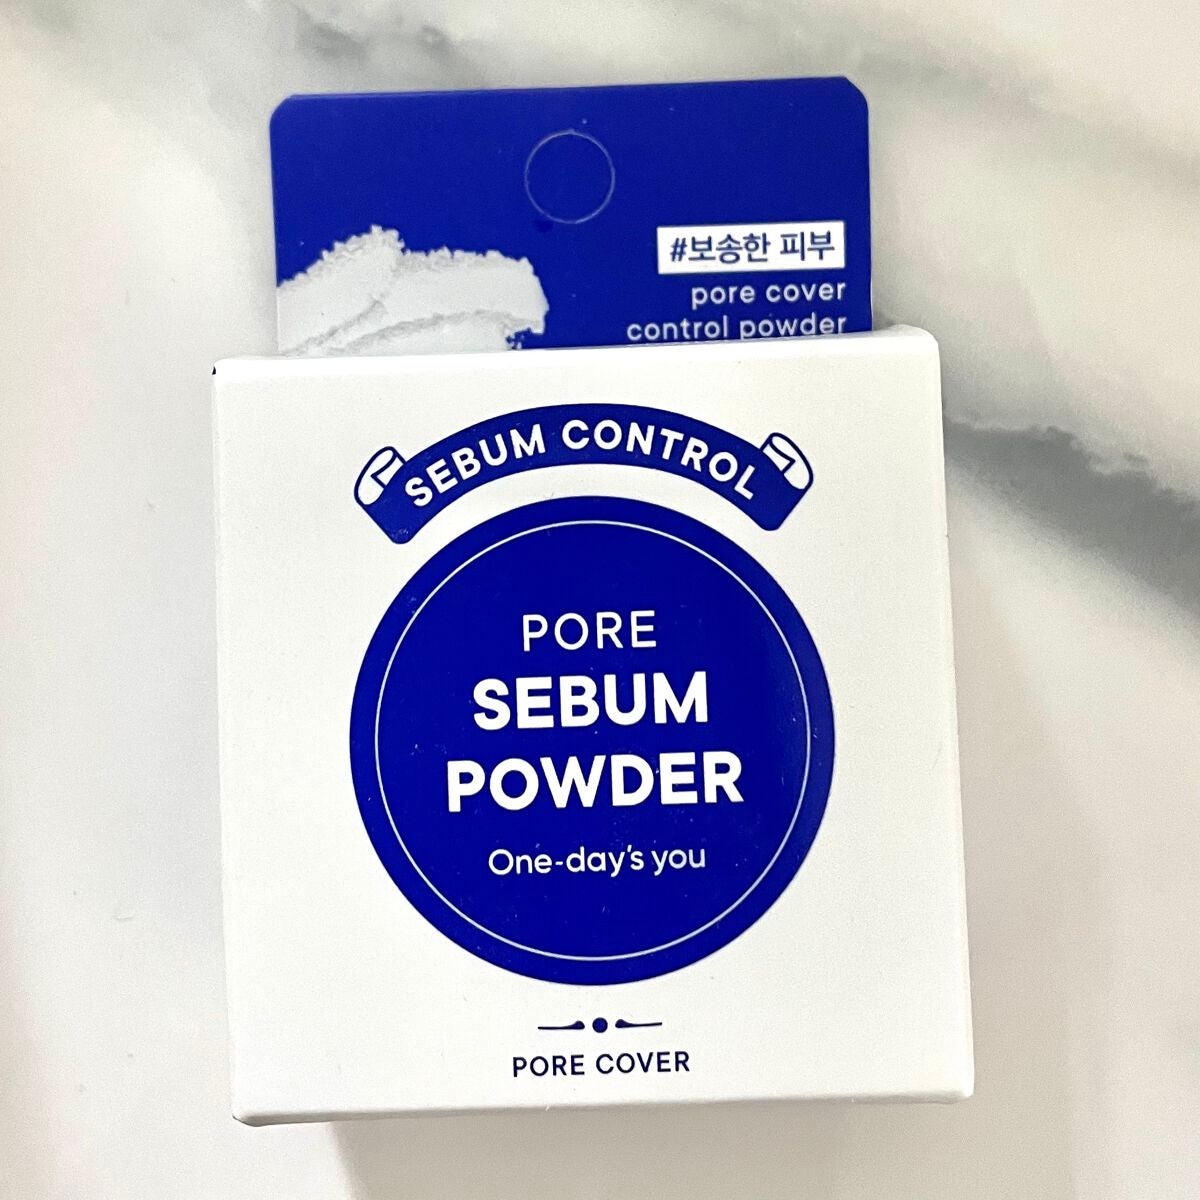 #보송한 피부
pore cover
control powder
SEBUM CONTROL
PORE
SEBUM
POWDER
One-day's you
PORE COVER